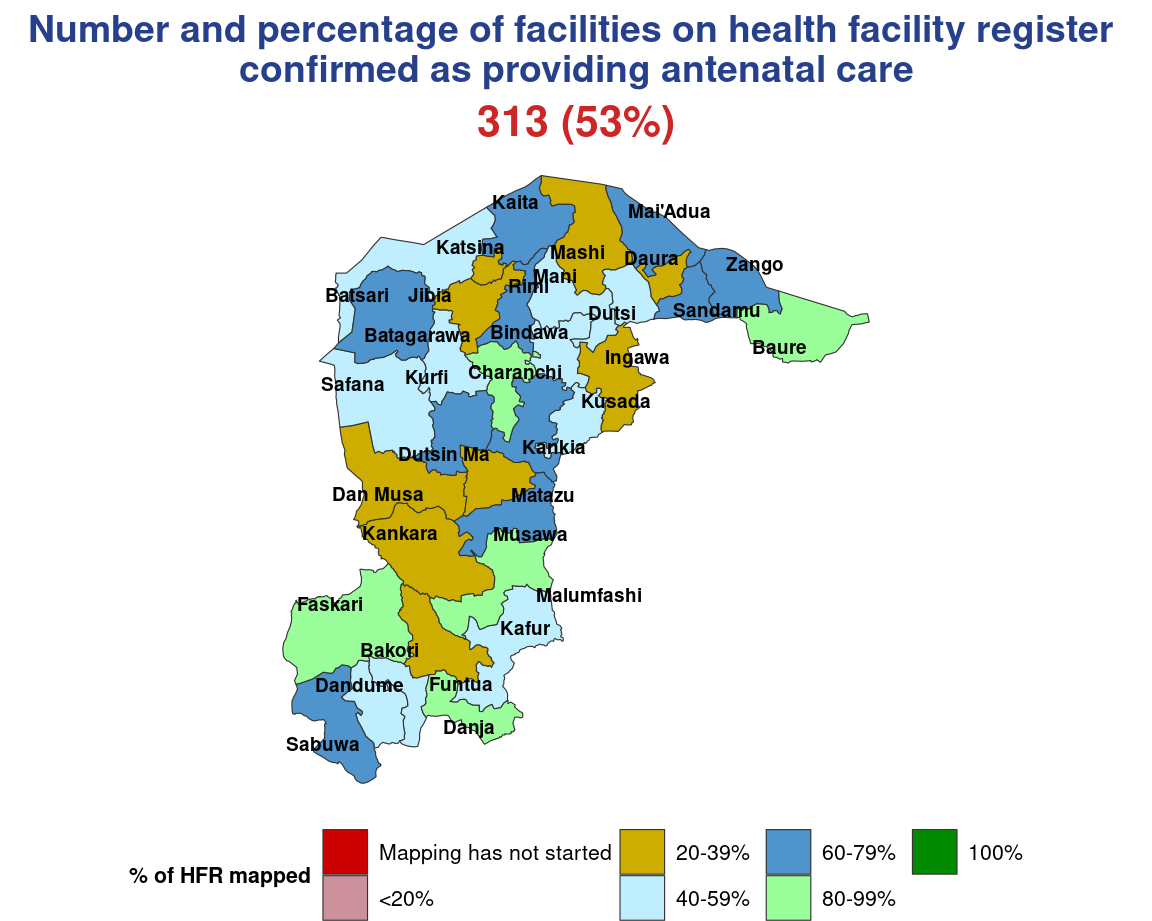 Number and percentage of facilities on health facility register
confirmed as providing antenatal care
313 (53%)
Kaita
Mai'Adua
Katsina
Mashi
Daura
Zango
Mani
Rimi
Batsari
Jibia
Dutsi
Sandamu
Batagarawa
Bindawa
Baure
Ingawa
Charanchi
Kurfi
Safana
Kusada
Kankia
Dutsin Ma
Dan Musa
Matazu
Kankara
Musawa
Malumfashi
Faskari
Kafur
Bakori
Dandume
Funtua
Danja
Sabuwa
% of HFR mapped
Mapping has not started
<20%
20-39%
40-59%
60-79%
80-99%
100%